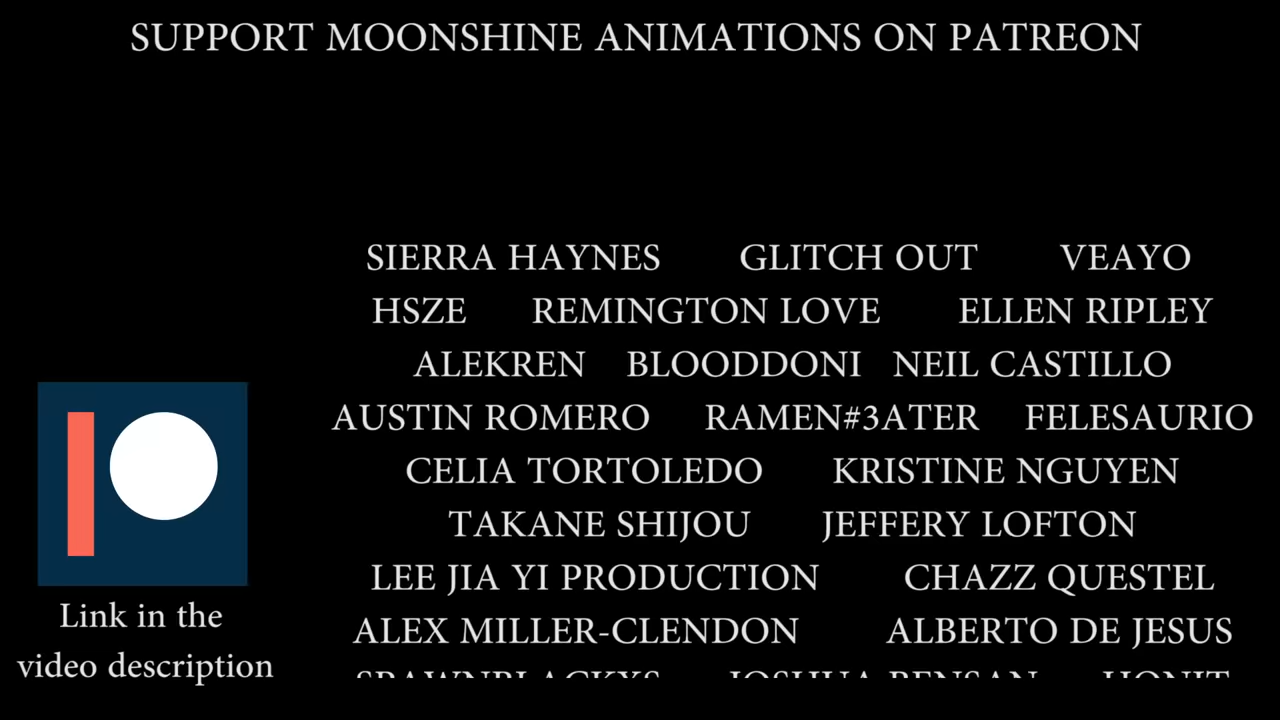 SUPPORT MOONSHINE ANIMATIONS ON PATREON
SIERRA HAYNES GLITCH OUT VEAYO
HSZE REMINGTON LOVE ELLEN RIPLEY
ALEKREN BLOODDONI NEIL CASTILLO
AUSTIN ROMERO RAMEN#3ATER FELESAURIO
CELIA TORTOLEDO KRISTINE NGUYEN
TAKANE SHIJOU JEFFERY LOFTON
LEE JIA YI PRODUCTION CHAZZ QUESTEL
ALEX MILLER-CLENDON ALBERTO DE JESUS
Link in the
video description